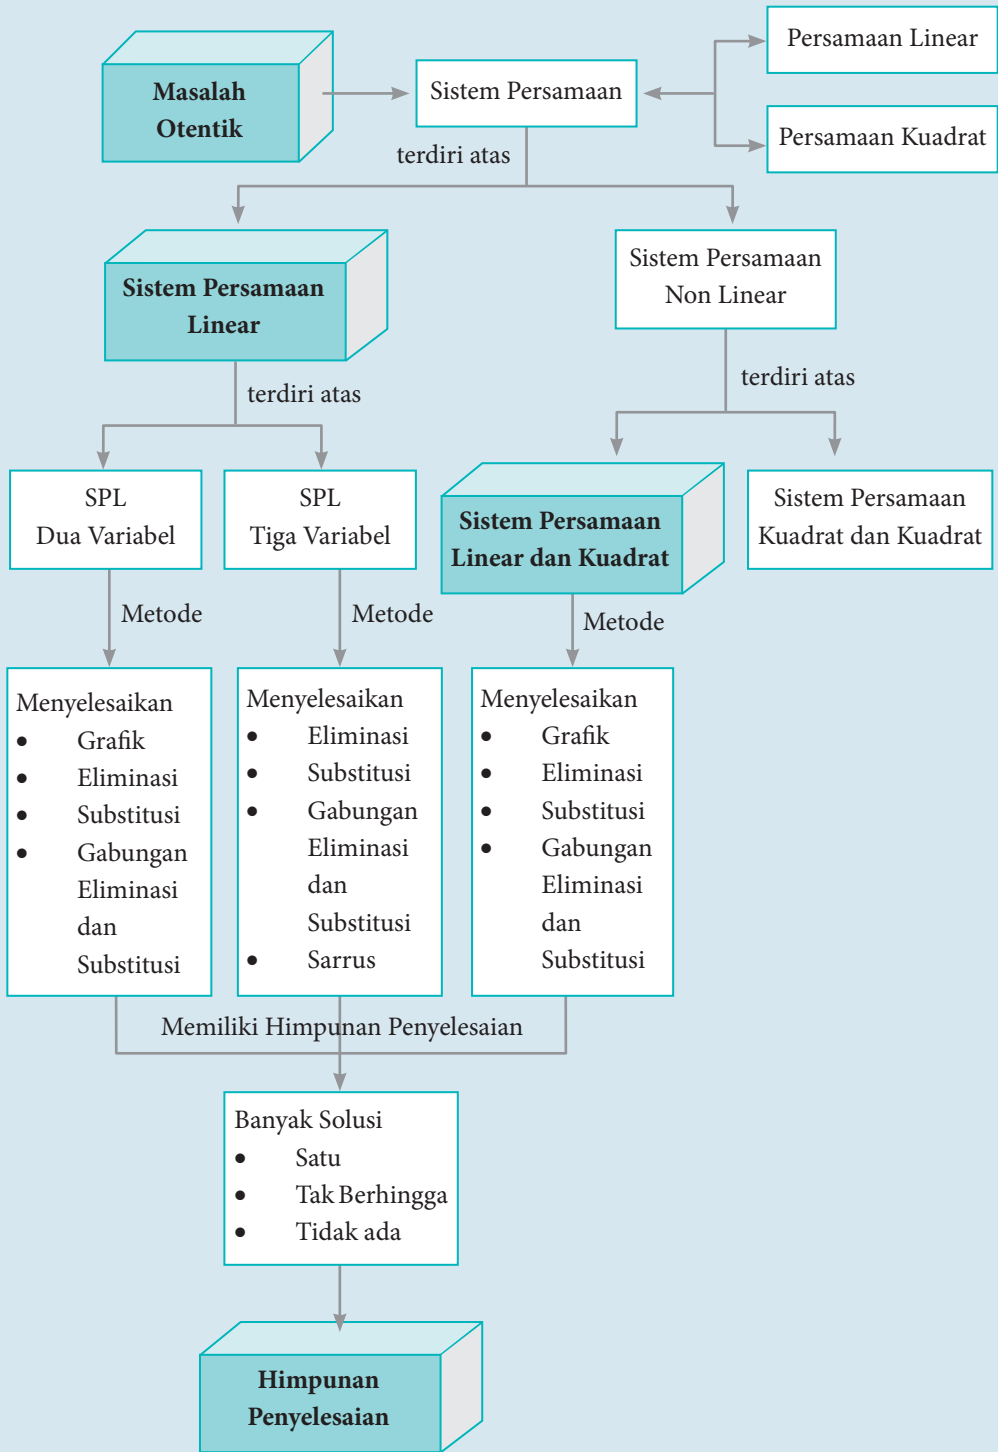 Masalah
Otentik
Sistem Persamaan
Persamaan Linear
Persamaan Kuadrat
terdiri atas
Sistem Persamaan
Linear
Sistem Persamaan
Non Linear
terdiri atas
terdiri atas
SPL
Dua Variabel
SPL
Tiga Variabel
Sistem Persamaan
Linear dan Kuadrat
Sistem Persamaan
Kuadrat dan Kuadrat
Metode
Metode
Metode
Menyelesaikan
• Grafik
• Eliminasi
• Substitusi
• Gabungan
Eliminasi
dan
Substitusi
Menyelesaikan
• Eliminasi
• Substitusi
• Gabungan
Eliminasi
dan
Substitusi
• Sarrus
Menyelesaikan
• Grafik
• Eliminasi
• Substitusi
• Gabungan
Eliminasi
dan
Substitusi
Memiliki Himpunan Penyelesaian
Banyak Solusi
• Satu
• Tak Berhingga
• Tidak ada
Himpunan
Penyelesaian